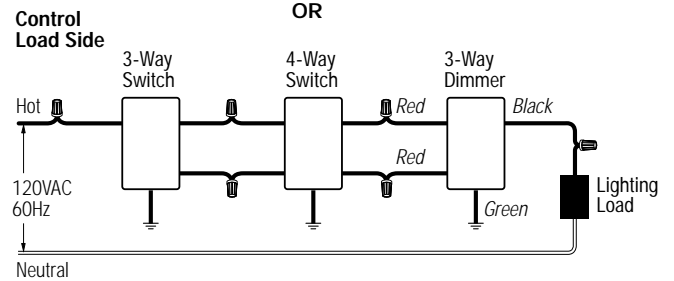 Control
Load Side
OR
3-Way
Switch
4-Way
Switch
3-Way
Dimmer
Hot
Red
Black
Red
120VAC
60Hz
Green
Lighting
Load
Neutral